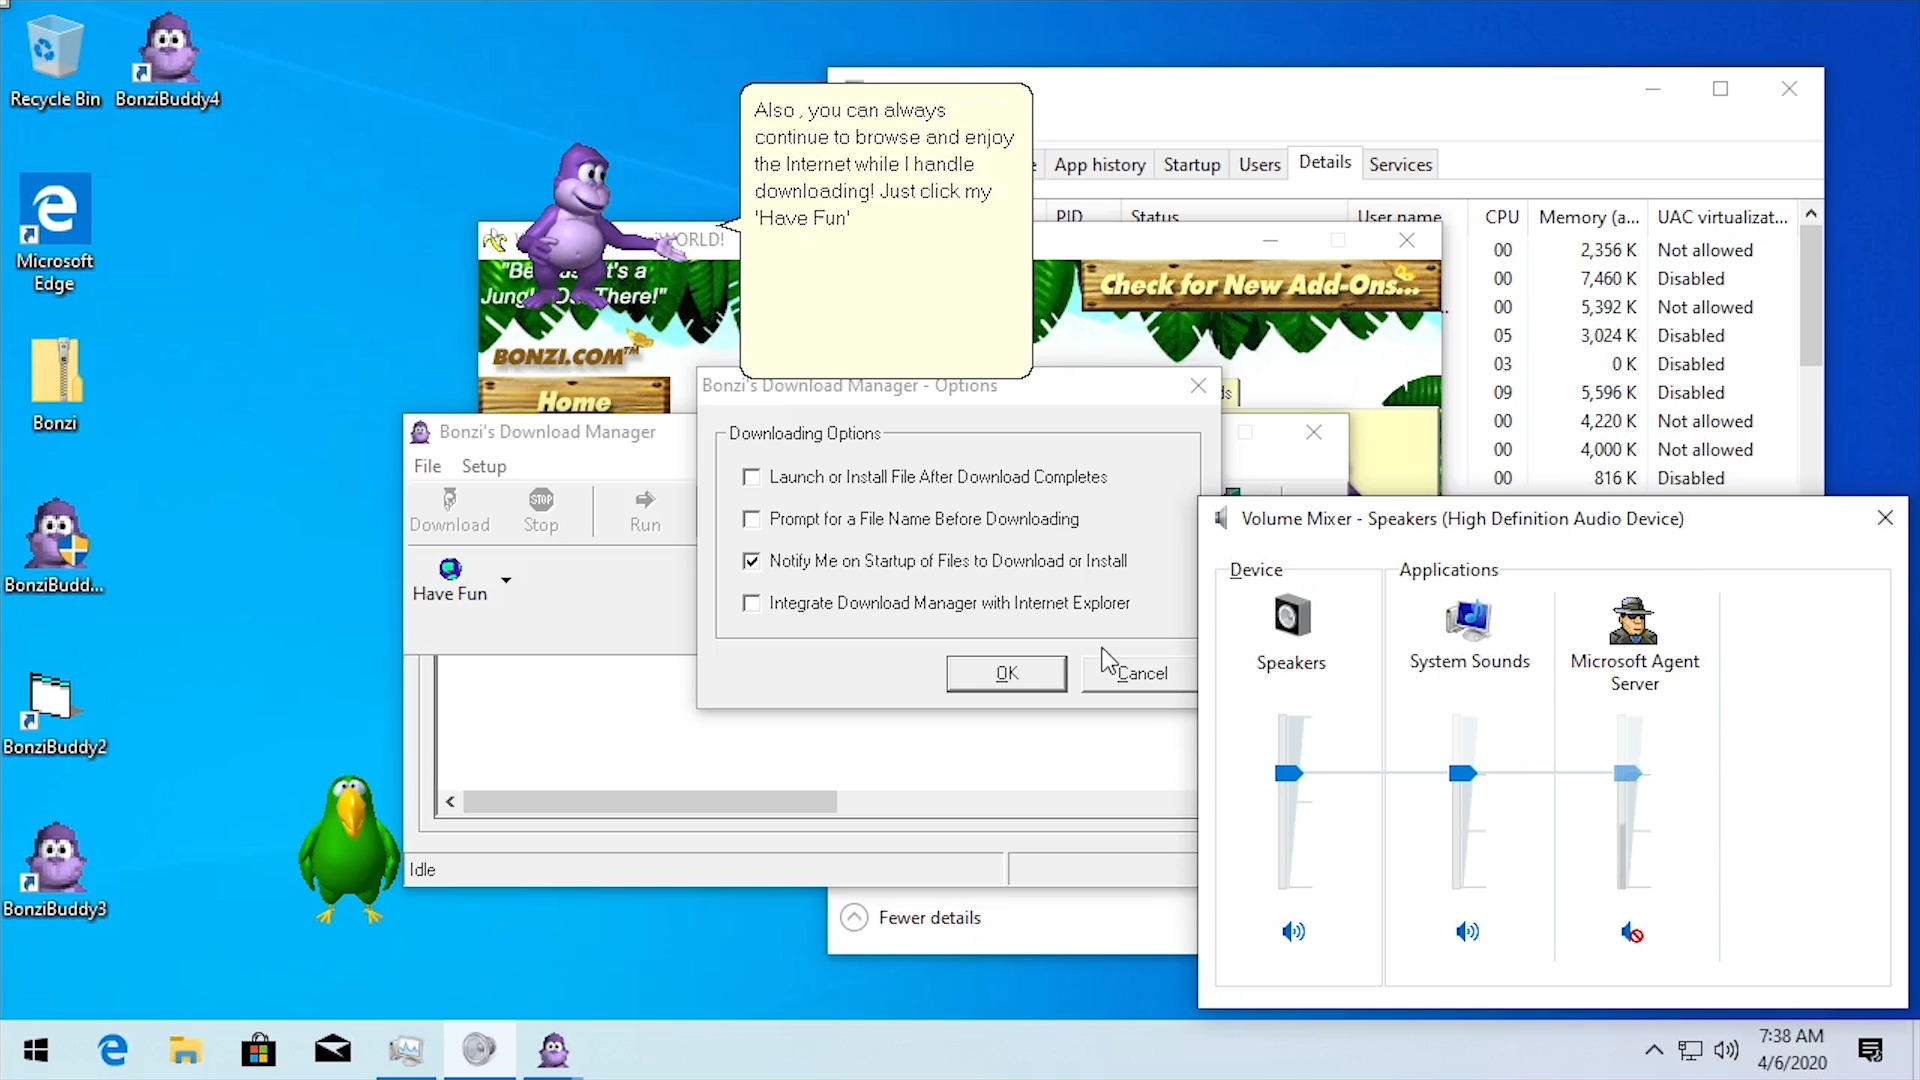 Recycle Bin
BonziBuddy4
Microsoft
Edge
Bonzi
BonziBudd...
BonziBuddy2
BonziBuddy3
Also , you can always
continue to browse and enjoy
the Internet while I handle
downloading! Just click my
'Have Fun'
App history
Startup
Users
Details
Services
PID
Status
User name
CPU
Memory (a...
UAC virtualizat...
00 2,356 K Not allowed
00 7,460 K Disabled
00 5,392 K Not allowed
05 3,024 K Disabled
03 0 K Disabled
09 5,596 K Disabled
00 4,220 K Not allowed
00 4,000 K Not allowed
00 816 K Disabled
Fewer details
WORLD!
It's a
There!"
Check for New Add-Ons...
BONZI.COM™
Home
Bonzi's Download Manager
File Setup
Download
Stop
STOP
Run
Have Fun
Idle
Bonzi's Download Manager - Options
Downloading Options
Launch or Install File After Download Completes
Prompt for a File Name Before Downloading
Notify Me on Startup of Files to Download or Install
Integrate Download Manager with Internet Explorer
OK
Cancel
Volume Mixer - Speakers (High Definition Audio Device)
Device
Applications
Speakers
System Sounds
Microsoft Agent
Server
7:38 AM
4/6/2020